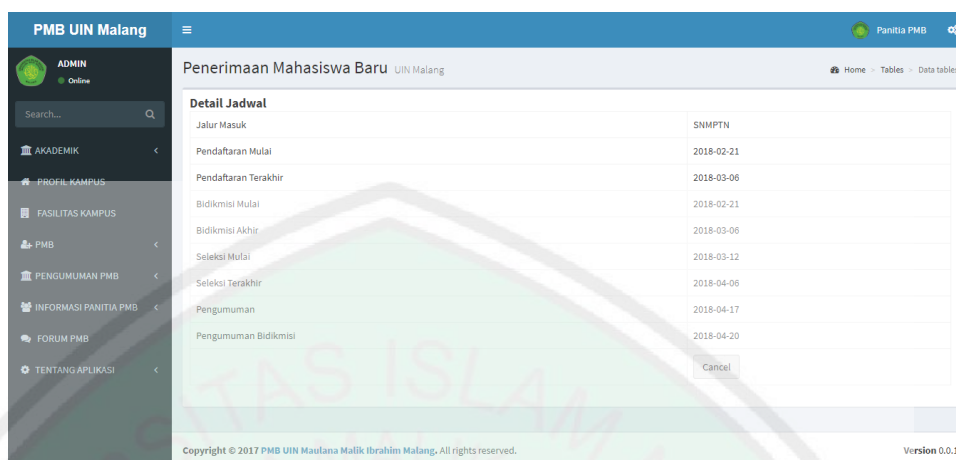 PMB UIN Malang
Panitia PMB
ADMIN
Online
Search...
AKADEMIK
PROFIL KAMPUS
FASILITAS KAMPUS
PMB
PENGUMUMAN PMB
INFORMASI PANITIA PMB
FORUM PMB
TENTANG APLIKASI
Penerimaan Mahasiswa Baru UIN Malang
Home > Tables > Data tables
Detail Jadwal
Jalur Masuk SNMPTN
Pendaftaran Mulai 2018-02-21
Pendaftaran Terakhir 2018-03-06
Bidikmisi Mulai 2018-02-21
Bidikmisi Akhir 2018-03-06
Seleksi Mulai 2018-03-12
Seleksi Terakhir 2018-04-06
Pengumuman 2018-04-17
Pengumuman Bidikmisi 2018-04-20
Cancel
Copyright © 2017 PMB UIN Maulana Malik Ibrahim Malang. All rights reserved.
Version 0.0.1